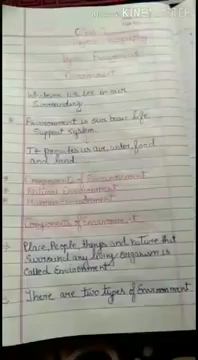 KINE
Environment
Whatever we see in our
Surrounding
Environment is our basic life
Support system.
It provides us air, water, food
and land
Components of Environment
Natural Environment
Human Environment
Components of Environment
Place, People, things and nature that
Surround any living organism is
Called Environment
There are two types of Environment